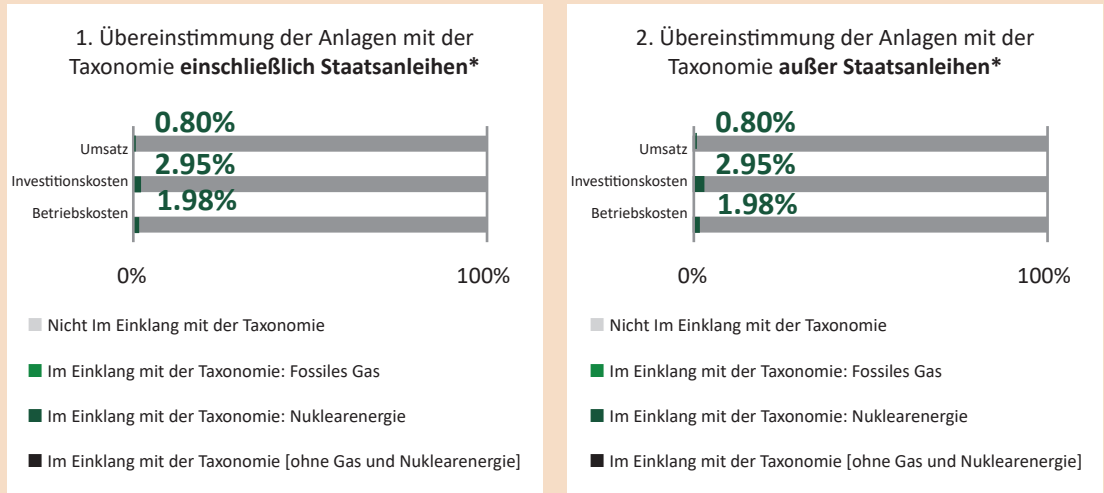 1. Übereinstimmung der Anlagen mit der
Taxonomie einschließlich Staatsanleihen*
0.80%
Umsatz
2.95%
Investitionskosten
1.98%
Betriebskosten
0%
100%
Nicht Im Einklang mit der Taxonomie
Im Einklang mit der Taxonomie: Fossiles Gas
Im Einklang mit der Taxonomie: Nuklearenergie
Im Einklang mit der Taxonomie [ohne Gas und Nuklearenergie]
2. Übereinstimmung der Anlagen mit der
Taxonomie außer Staatsanleihen*
0.80%
Umsatz
2.95%
Investitionskosten
1.98%
Betriebskosten
0%
100%
Nicht Im Einklang mit der Taxonomie
Im Einklang mit der Taxonomie: Fossiles Gas
Im Einklang mit der Taxonomie: Nuklearenergie
Im Einklang mit der Taxonomie [ohne Gas und Nuklearenergie]